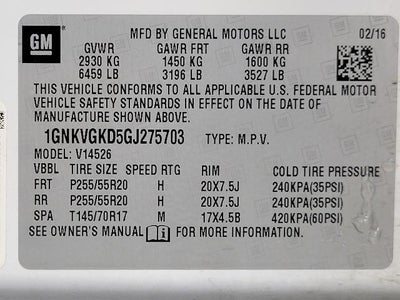 GM
MFD BY GENERAL MOTORS LLC 02/16
GVWR GAWR FRT GAWR RR
2930 KG 1450 KG 1600 KG
6459 LB 3196 LB 3527 LB
THIS VEHICLE CONFORMS TO ALL APPLICABLE U.S. FEDERAL MOTOR
VEHICLE SAFETY STANDARDS IN EFFECT ON THE DATE OF
MANUFACTURE SHOWN ABOVE.
1GNKVGKD5GJ275703 TYPE: M.P.V.
MODEL: V14526
VBBL TIRE SIZE SPEED RTG RIM COLD TIRE PRESSURE
FRT P255/55R20 H 20X7.5J 240KPA(35PSI)
RR P255/55R20 H 20X7.5J 240KPA(35PSI)
SPA T145/70R17 M 17X4.5B 420KPA(60PSI)
SEE OWNER'S MANUAL FOR MORE INFORMATION.